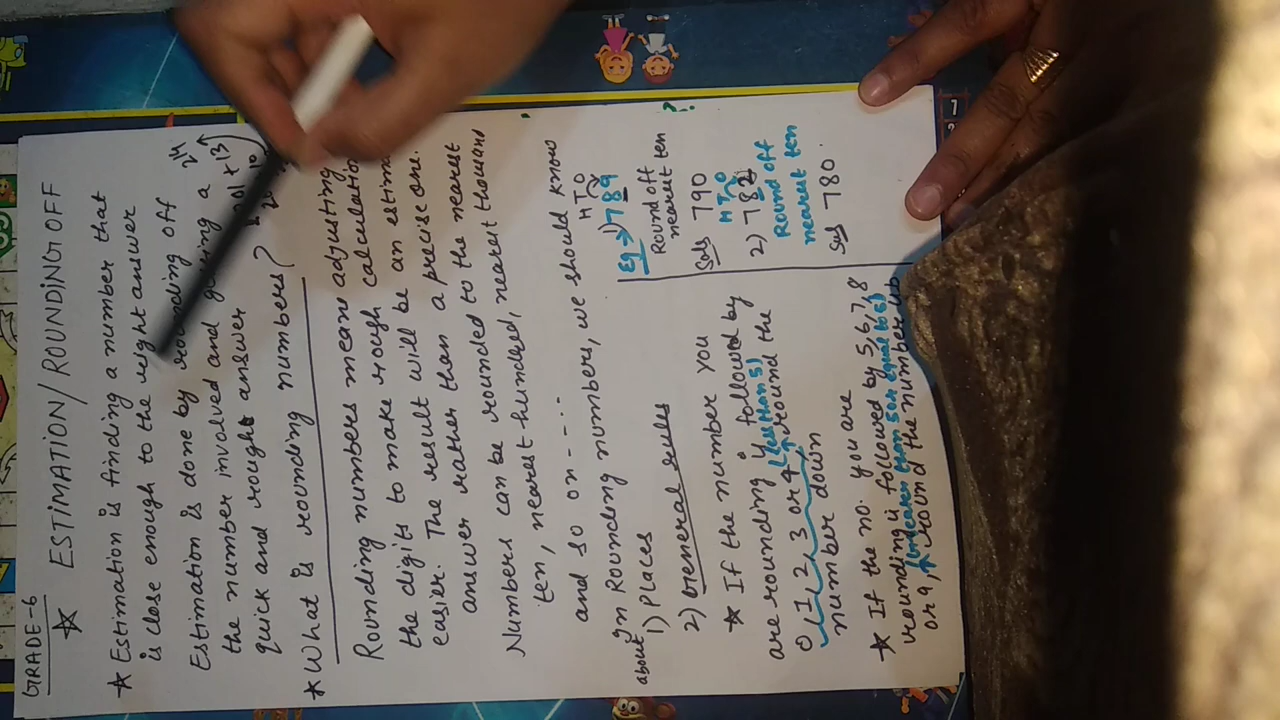 GRADE-6
★ ESTIMATION/ROUNDING OFF
★ Estimation is finding a number that
is close enough to the right answer
Estimation is done by rounding off
the number involved and getting a
quick and rough answer
24
+ 13
★ What is rounding numbers?
Rounding numbers means adjusting
the digits to make rough calculation
easier. The result will be an estim
answer rather than a precise one.
Numbers can be rounded to the nearest
ten, nearest hundred, nearest thousand
and so on ----
In Rounding numbers, we should know
about
1) Places
2) General rules
★ If the number you
are rounding is followed by
(less than 5)
0, 1, 2, 3 or 4, round the
number down
★ If the no. you are
rounding is followed by 5, 6, 7, 8
or 9, round the number up
Eg → 1) 789
H T O
Round off
nearest ten ?
Sol: 790
H T O
2) 782
Round off
nearest ten
Sol 780.
7